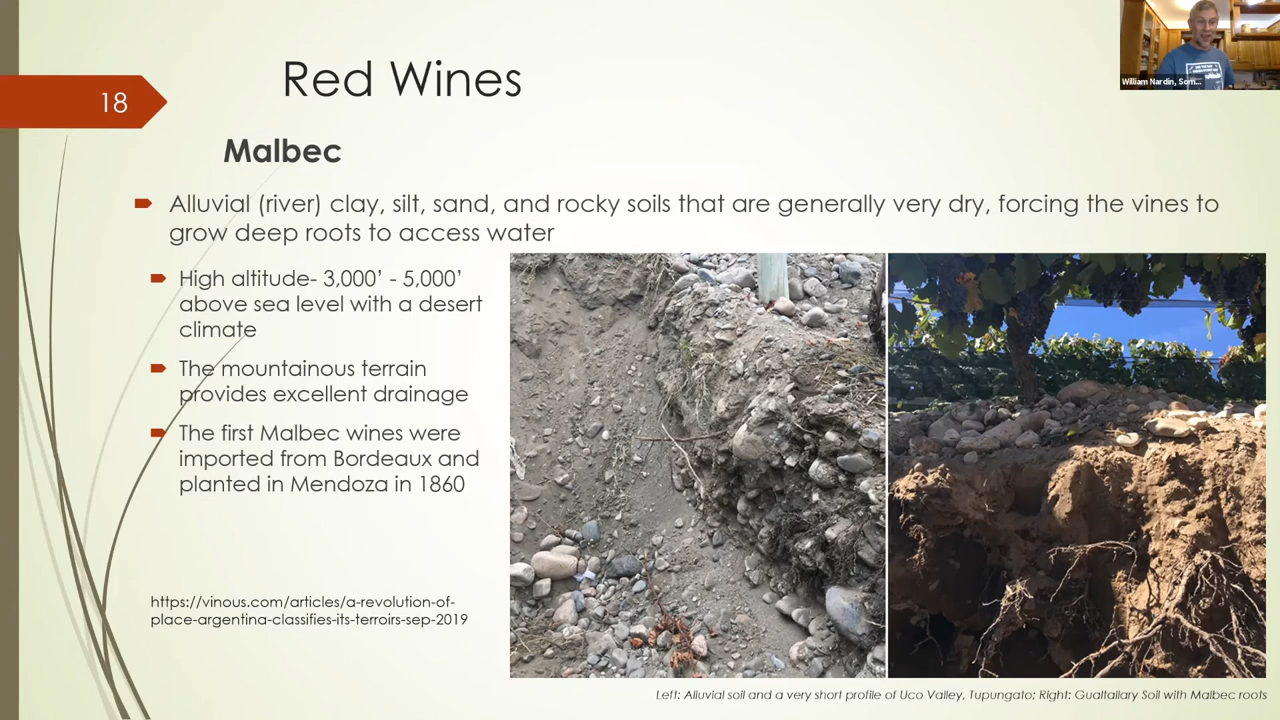 18
Red Wines
Malbec
Alluvial (river) clay, silt, sand, and rocky soils that are generally very dry, forcing the vines to
grow deep roots to access water
High altitude- 3,000’ - 5,000’
above sea level with a desert
climate
The mountainous terrain
provides excellent drainage
The first Malbec wines were
imported from Bordeaux and
planted in Mendoza in 1860
https://vinous.com/articles/a-revolution-of-
place-argentina-classifies-its-terroirs-sep-2019
Left: Alluvial soil and a very short profile of Uco Valley, Tupungato; Right: Gualtallary Soil with Malbec roots
William Nardin, Som...